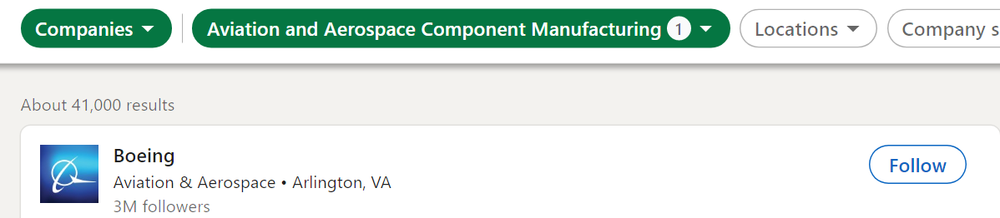 Companies
Aviation and Aerospace Component Manufacturing 1
Locations
Company s
About 41,000 results
Boeing
Follow
Aviation & Aerospace • Arlington, VA
3M followers